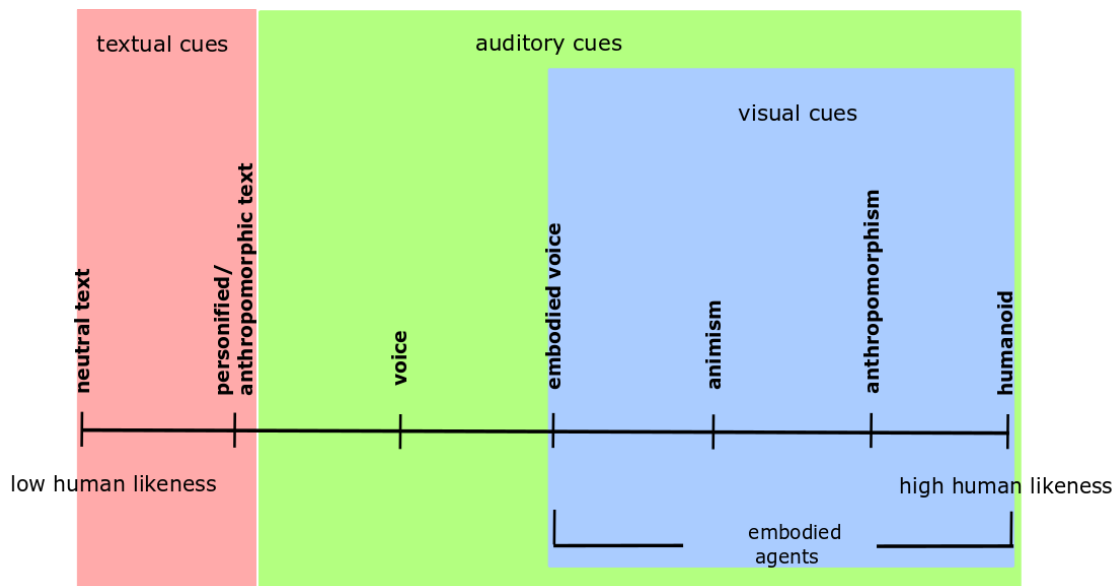 textual cues
auditory cues
visual cues
neutral text
personified/
anthropomorphic text
voice
embodied voice
animism
anthropomorphism
humanoid
low human likeness
high human likeness
embodied
agents